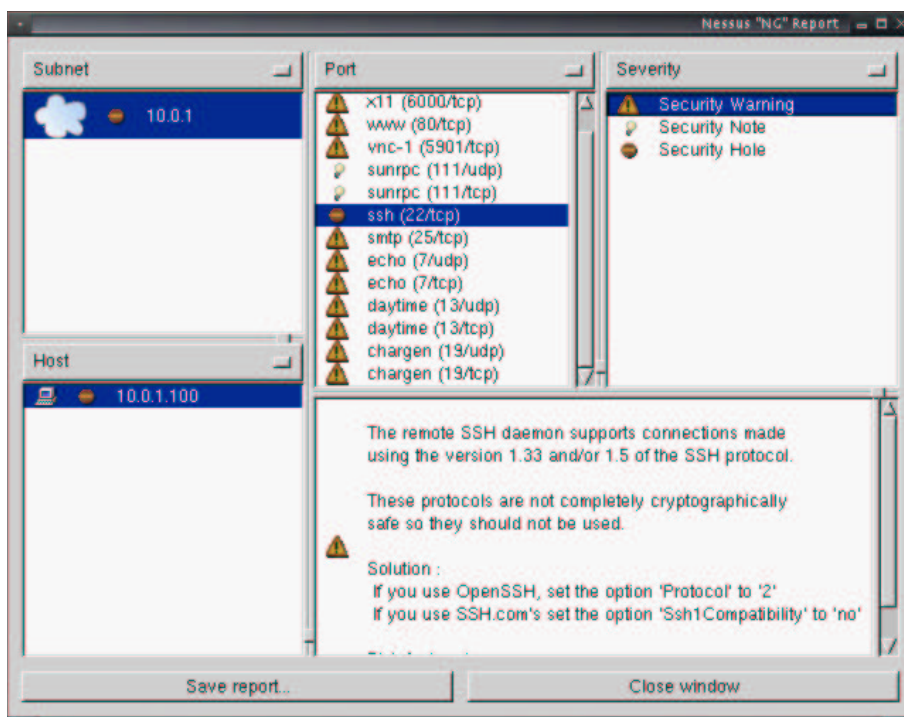 Nessus "NG" Report
Subnet
10.0.1
Port
x11 (6000/tcp)
www (80/tcp)
vnc-1 (5901/tcp)
sunrpc (111/udp)
sunrpc (111/tcp)
ssh (22/tcp)
smtp (25/tcp)
echo (7/udp)
echo (7/tcp)
daytime (13/udp)
daytime (13/tcp)
chargen (19/udp)
chargen (19/tcp)
Severity
Security Warning
Security Note
Security Hole
Host
10.0.1.100
The remote SSH daemon supports connections made
using the version 1.33 and/or 1.5 of the SSH protocol.
These protocols are not completely cryptographically
safe so they should not be used.
Solution :
If you use OpenSSH, set the option 'Protocol' to '2'
If you use SSH.com's set the option 'Ssh1Compatibility' to 'no'
Save report...
Close window